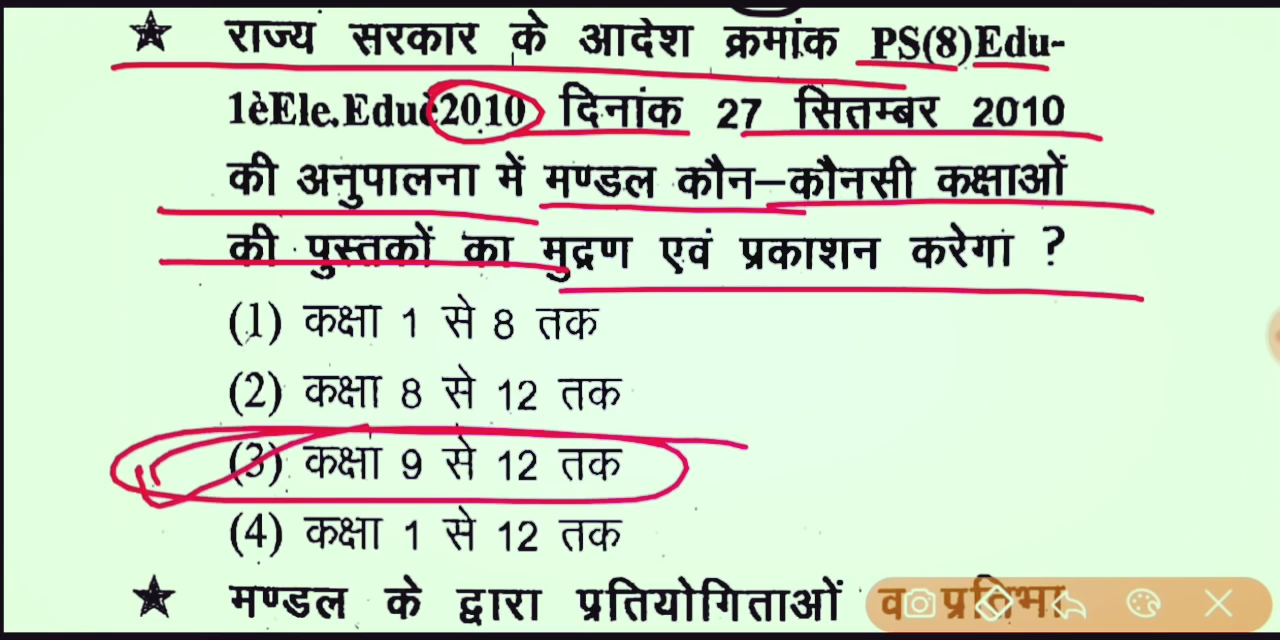 ★ राज्य सरकार के आदेश क्रमांक PS(8)Edu-
1èEle.Eduè2010 दिनांक 27 सितम्बर 2010
की अनुपालना में मण्डल कौन–कौनसी कक्षाओं
की पुस्तकों का मुद्रण एवं प्रकाशन करेगा ?
(1) कक्षा 1 से 8 तक
(2) कक्षा 8 से 12 तक
(3) कक्षा 9 से 12 तक
(4) कक्षा 1 से 12 तक
★ मण्डल के द्वारा प्रतियोगिताओं व प्रतिभा